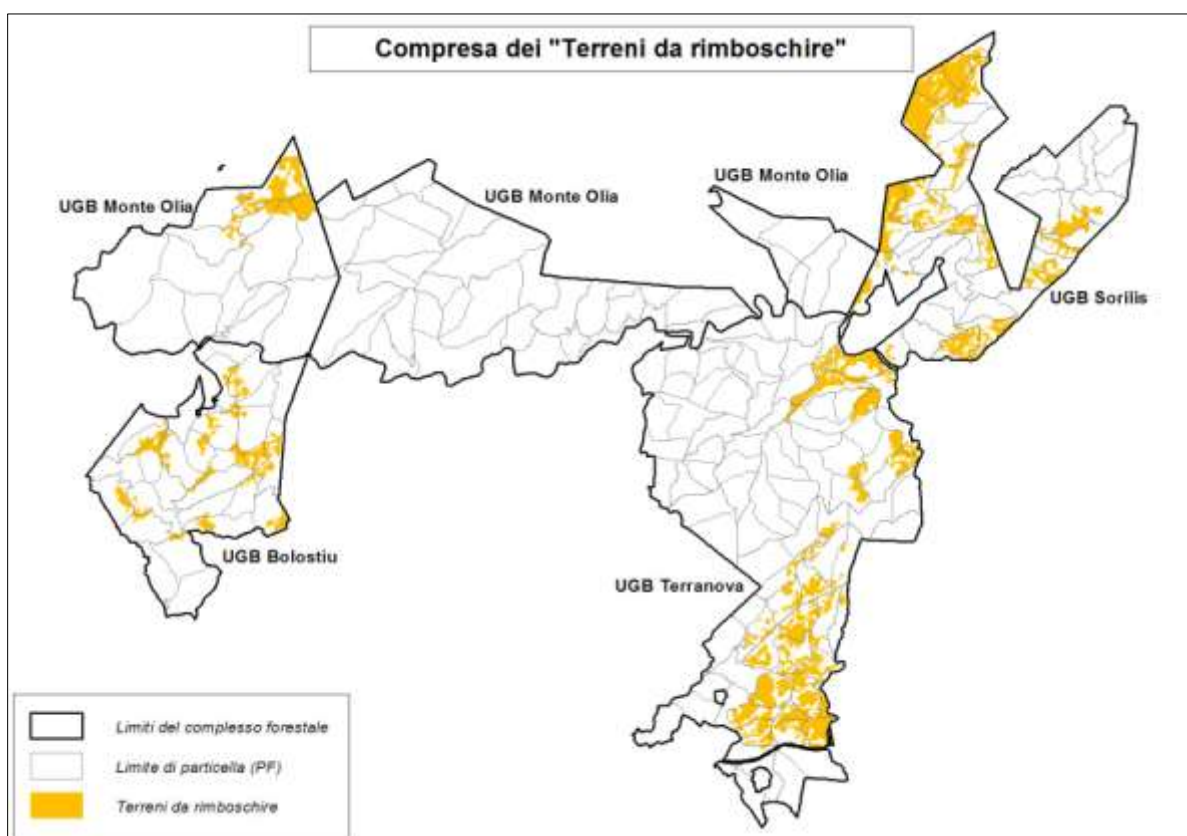 Compresa dei "Terreni da rimboschire"
UGB Monte Olia
UGB Monte Olia
UGB Monte Olia
UGB Sorilis
UGB Bolostiu
UGB Terranova
Limiti del complesso forestale
Limite di particella (PF)
Terreni da rimboschire